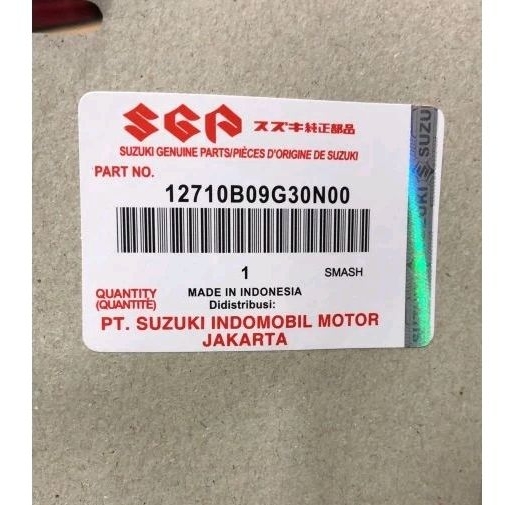 SGP スズキ純正部品
SUZUKI GENUINE PARTS/PIÈCES D'ORIGINE DE SUZUKI
PART NO.
12710B09G30N00
1 SMASH
QUANTITY
(QUANTITÉ)
MADE IN INDONESIA
Didistribusi:
PT. SUZUKI INDOMOBIL MOTOR
JAKARTA
SUZUKI